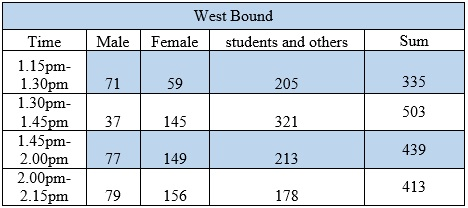 West Bound
Time Male Female students and others Sum
1.15pm-
1.30pm 71 59 205 335
1.30pm-
1.45pm 37 145 321 503
1.45pm-
2.00pm 77 149 213 439
2.00pm-
2.15pm 79 156 178 413